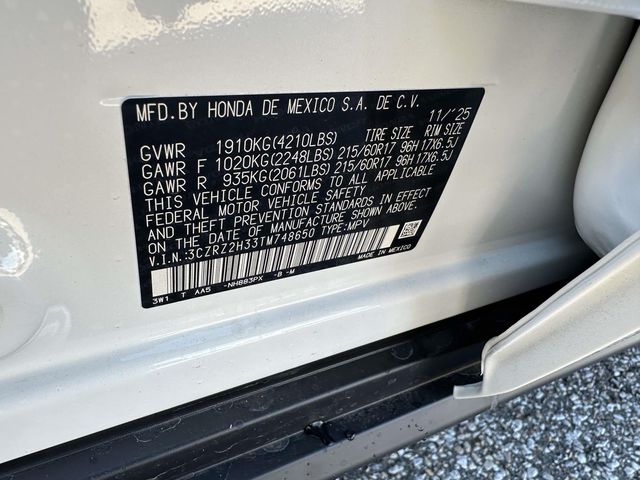 MFD.BY HONDA DE MEXICO S.A. DE C.V. 11/'25
GVWR 1910KG(4210LBS) TIRE SIZE RIM SIZE
GAWR F 1020KG(2248LBS) 215/60R17 96H 17X6.5J
GAWR R 935KG(2061LBS) 215/60R17 96H 17X6.5J
THIS VEHICLE CONFORMS TO ALL APPLICABLE
FEDERAL MOTOR VEHICLE SAFETY
AND THEFT PREVENTION STANDARDS IN EFFECT
ON THE DATE OF MANUFACTURE SHOWN ABOVE.
V.I.N.:3CZRZ2H33TM748650 TYPE:MPV
MADE IN MEXICO
3W1 T AA5 -NH883PX -B -M